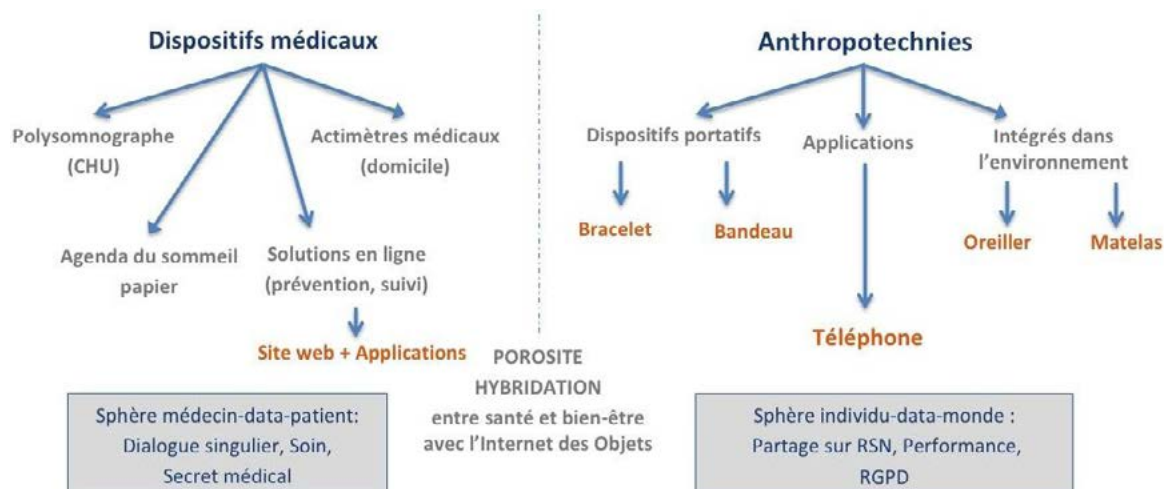 Dispositifs médicaux
Polysomnographe
(CHU)
Actimètres médicaux
(domicile)
Agenda du sommeil
papier
Solutions en ligne
(prévention, suivi)
Site web + Applications
Sphère médecin-data-patient:
Dialogue singulier, Soin,
Secret médical
POROSITE
HYBRIDATION
entre santé et bien-être
avec l'Internet des Objets
Anthropotechnies
Dispositifs portatifs
Applications
Intégrés dans
l'environnement
Bracelet
Bandeau
Oreiller
Matelas
Téléphone
Sphère individu-data-monde :
Partage sur RSN, Performance,
RGPD